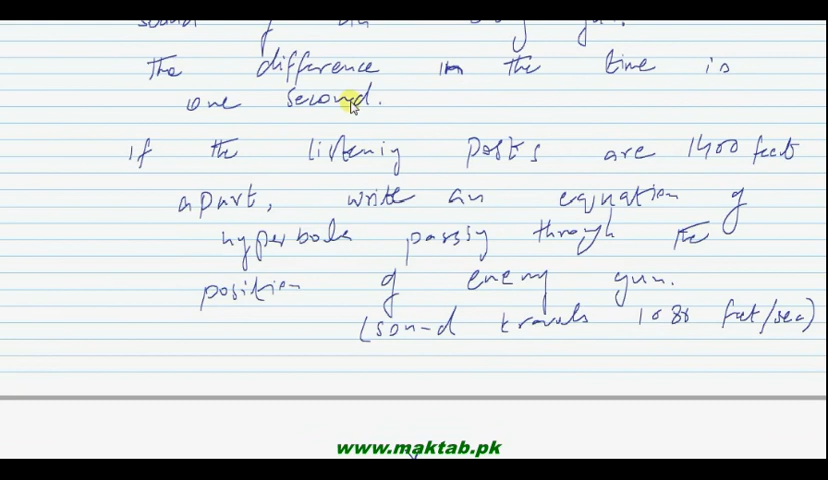 The difference in the time is
one second.
If the listening posts are 1400 feet
apart, write an equation of
hyperbola passing through the
position of enemy gun.
(sound travels 1080 feet/sec)
www.maktab.pk